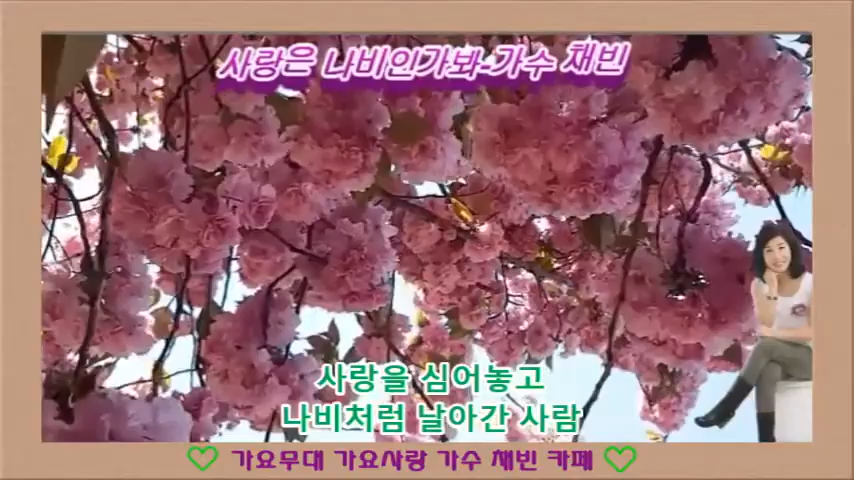 사랑은 나비인가봐-가수 채빈
사랑을 심어놓고
나비처럼 날아간 사람
가요무대 가요사랑 가수 채빈 카페